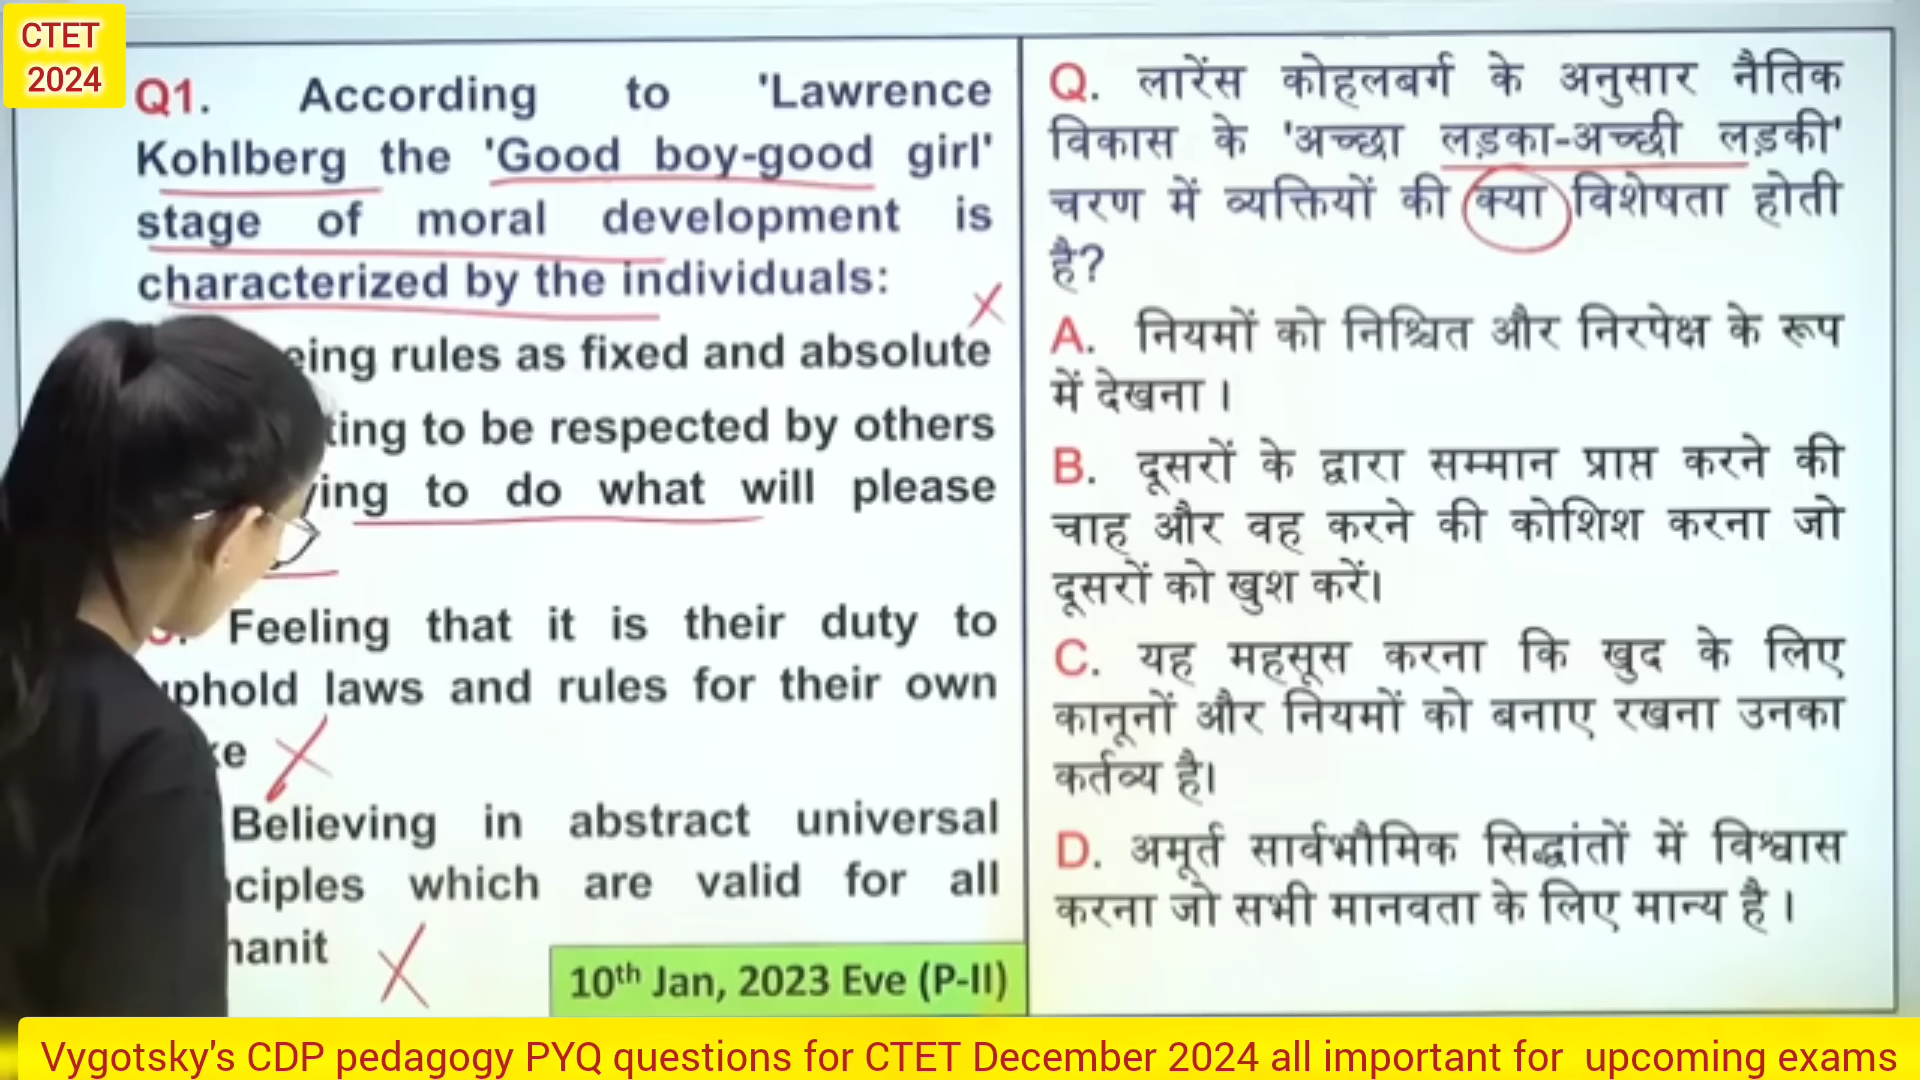 CTET
2024
Q1. According to 'Lawrence
Kohlberg the 'Good boy-good girl'
stage of moral development is
characterized by the individuals:
rules as fixed and absolute
to be respected by others
to do what will please
Feeling that it is their duty to
laws and rules for their own
Believing in abstract universal
which are valid for all
10th Jan, 2023 Eve (P-II)
Q. लारेंस कोहलबर्ग के अनुसार नैतिक
विकास के 'अच्छा लड़का-अच्छी लड़की'
चरण में व्यक्तियों की क्या विशेषता होती
है?
A. नियमों को निश्चित और निरपेक्ष के रूप
में देखना।
B. दूसरों के द्वारा सम्मान प्राप्त करने की
चाह और वह करने की कोशिश करना जो
दूसरों को खुश करें।
C. यह महसूस करना कि खुद के लिए
कानूनों और नियमों को बनाए रखना उनका
कर्तव्य है।
D. अमूर्त सार्वभौमिक सिद्धांतों में विश्वास
करना जो सभी मानवता के लिए मान्य है।
Vygotsky's CDP pedagogy PYQ questions for CTET December 2024 all important for upcoming exams